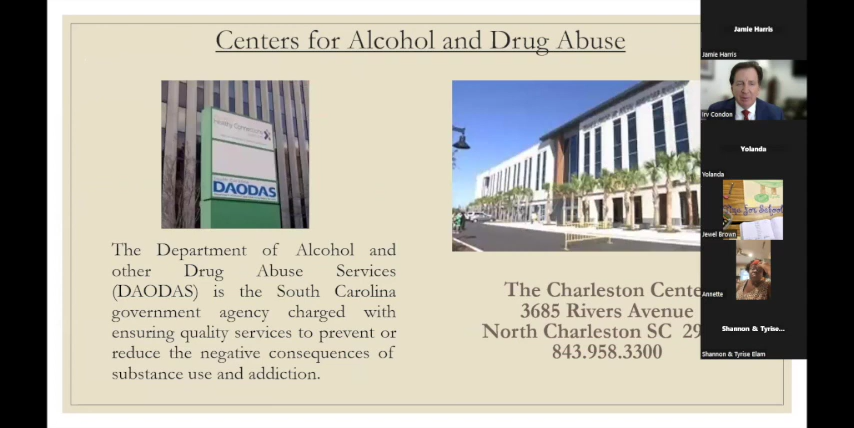 Centers for Alcohol and Drug Abuse
DAODAS
The Department of Alcohol and
other Drug Abuse Services
(DAODAS) is the South Carolina
government agency charged with
ensuring quality services to prevent or
reduce the negative consequences of
substance use and addiction.
The Charleston Cente
3685 Rivers Avenue
North Charleston SC 29
843.958.3300
Jamie Harris
Jamie Harris
Irv Condon
Yolanda
Yolanda
for School
Jewel Brown
Annette
Shannon & Tyrise...
Shannon & Tyrise Elam